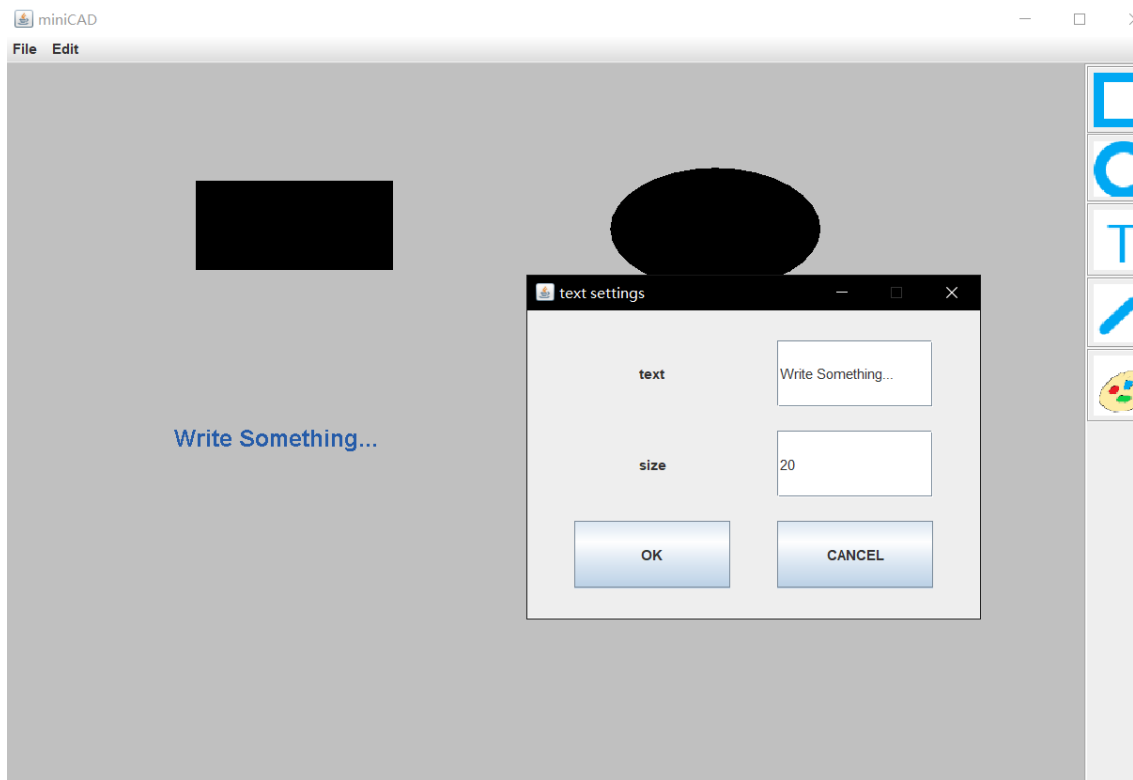 miniCAD
File Edit
T
text settings
text
Write Something...
Write Something...
size
20
OK
CANCEL